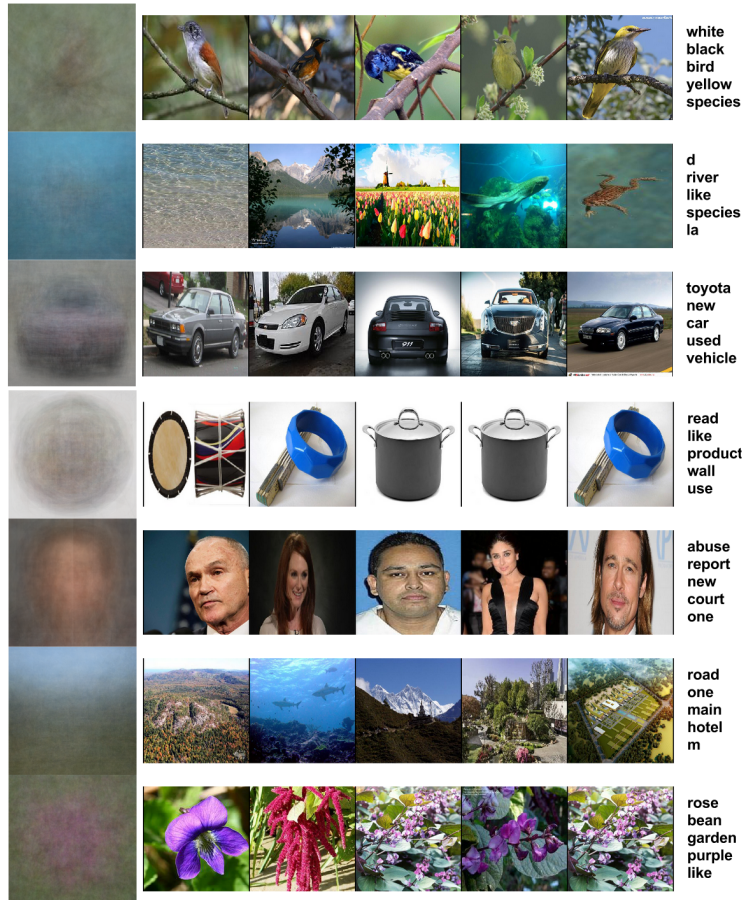 white
black
bird
yellow
species
d
river
like
species
la
toyota
new
car
used
vehicle
911
read
like
product
wall
use
abuse
report
new
court
one
road
one
main
hotel
m
rose
bean
garden
purple
like